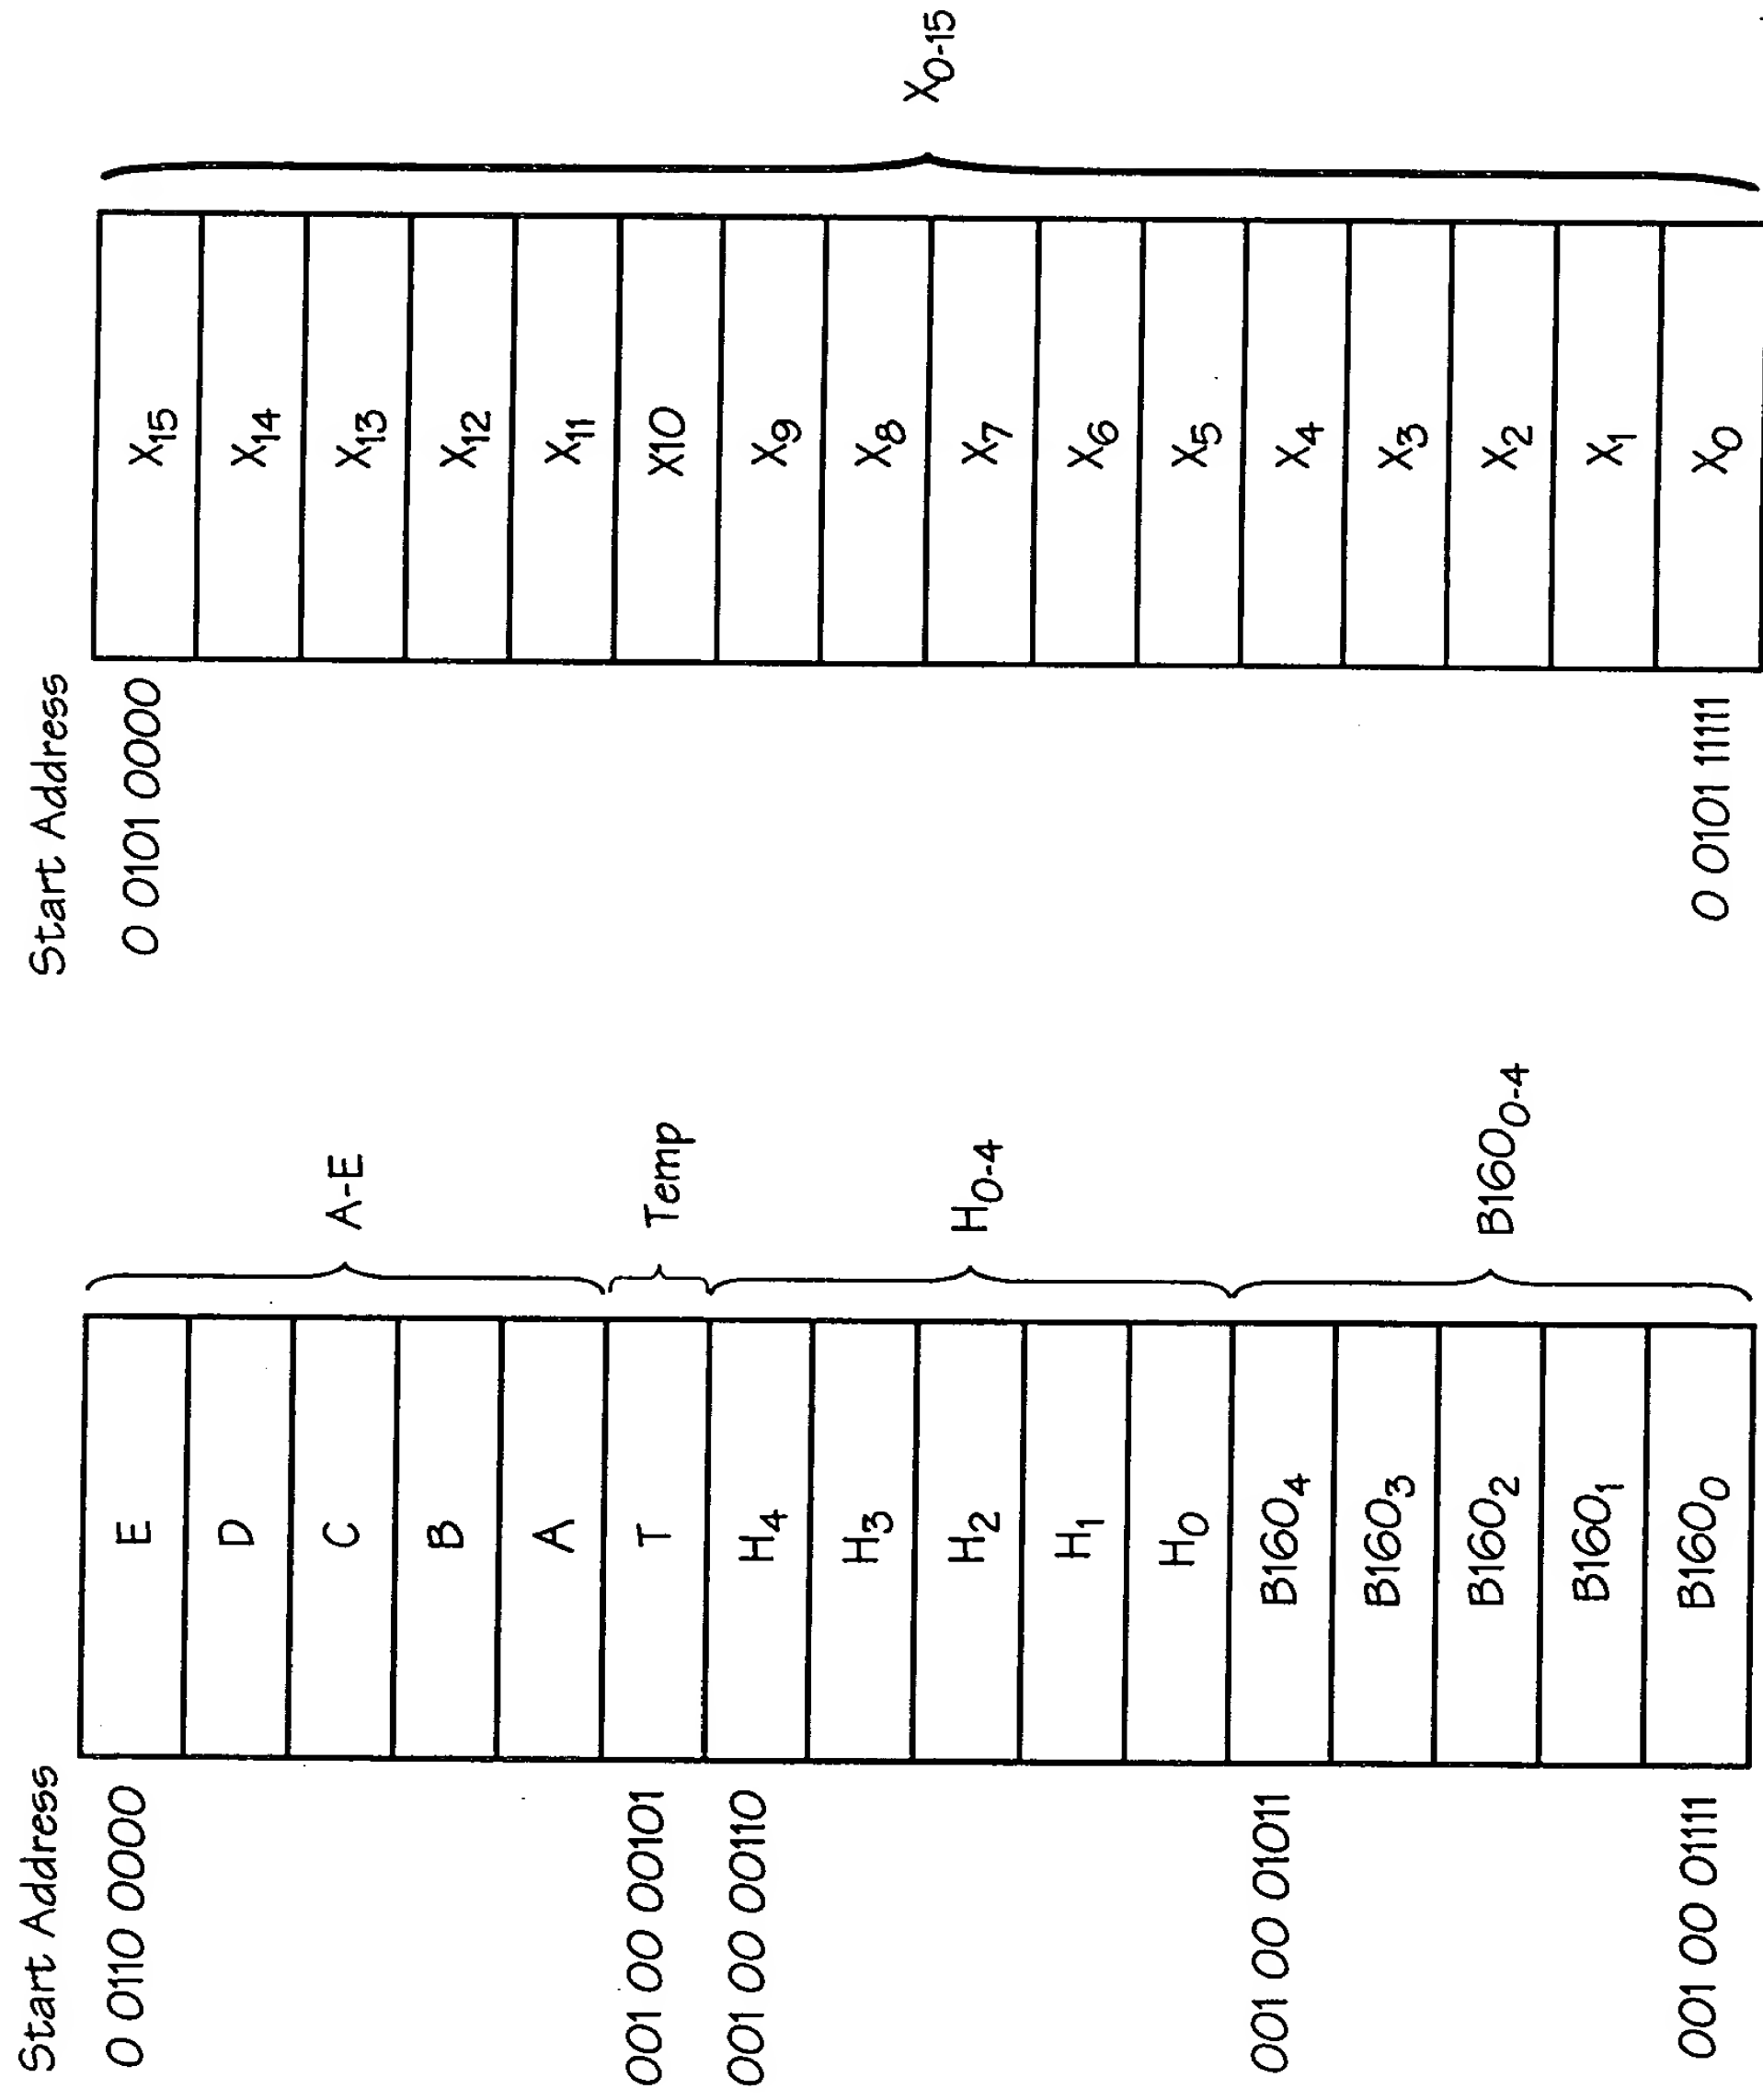 Start Address
0 0110 0000 E
D
C
B
A
A-E
001 00 00101 T
Temp
001 00 00110 H₄
H₃
H₂
H₁
H₀
H₀₋₄
001 00 01011 B160₄
B160₃
B160₂
B160₁
001 00 01111 B160₀
B160₀₋₄
Start Address
0 0101 0000 X₁₅
X₁₄
X₁₃
X₁₂
X₁₁
X10
X₉
X₈
X₇
X₆
X₅
X₄
X₃
X₂
X₁
0 0101 11111 X₀
X₀₋₁₅